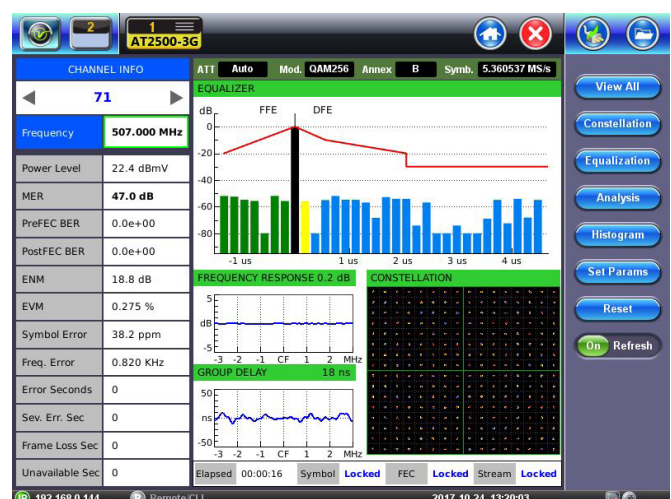 2
1
AT2500-3G
CHANNEL INFO
71
Frequency 507.000 MHz
Power Level 22.4 dBmV
MER 47.0 dB
PreFEC BER 0.0e+00
PostFEC BER 0.0e+00
ENM 18.8 dB
EVM 0.275 %
Symbol Error 38.2 ppm
Freq. Error 0.820 KHz
Error Seconds 0
Sev. Err. Sec 0
Frame Loss Sec 0
Unavailable Sec 0
ATT Auto Mod. QAM256 Annex B Symb. 5.360537 MS/s
EQUALIZER
dB FFE DFE
0
-20
-40
-60
-80
-1 us 1 us 2 us 3 us 4 us
FREQUENCY RESPONSE 0.2 dB
5
dB
-5
-3 -2 -1 CF 1 2 MHz
GROUP DELAY 18 ns
50
ns
-50
-3 -2 -1 CF 1 2 MHz
CONSTELLATION
Elapsed 00:00:16 Symbol Locked FEC Locked Stream Locked
View All
Constellation
Equalization
Analysis
Histogram
Set Params
Reset
On Refresh
IP 192.168.0.144 R Remote/CLI 2017-10-24 13:20:03